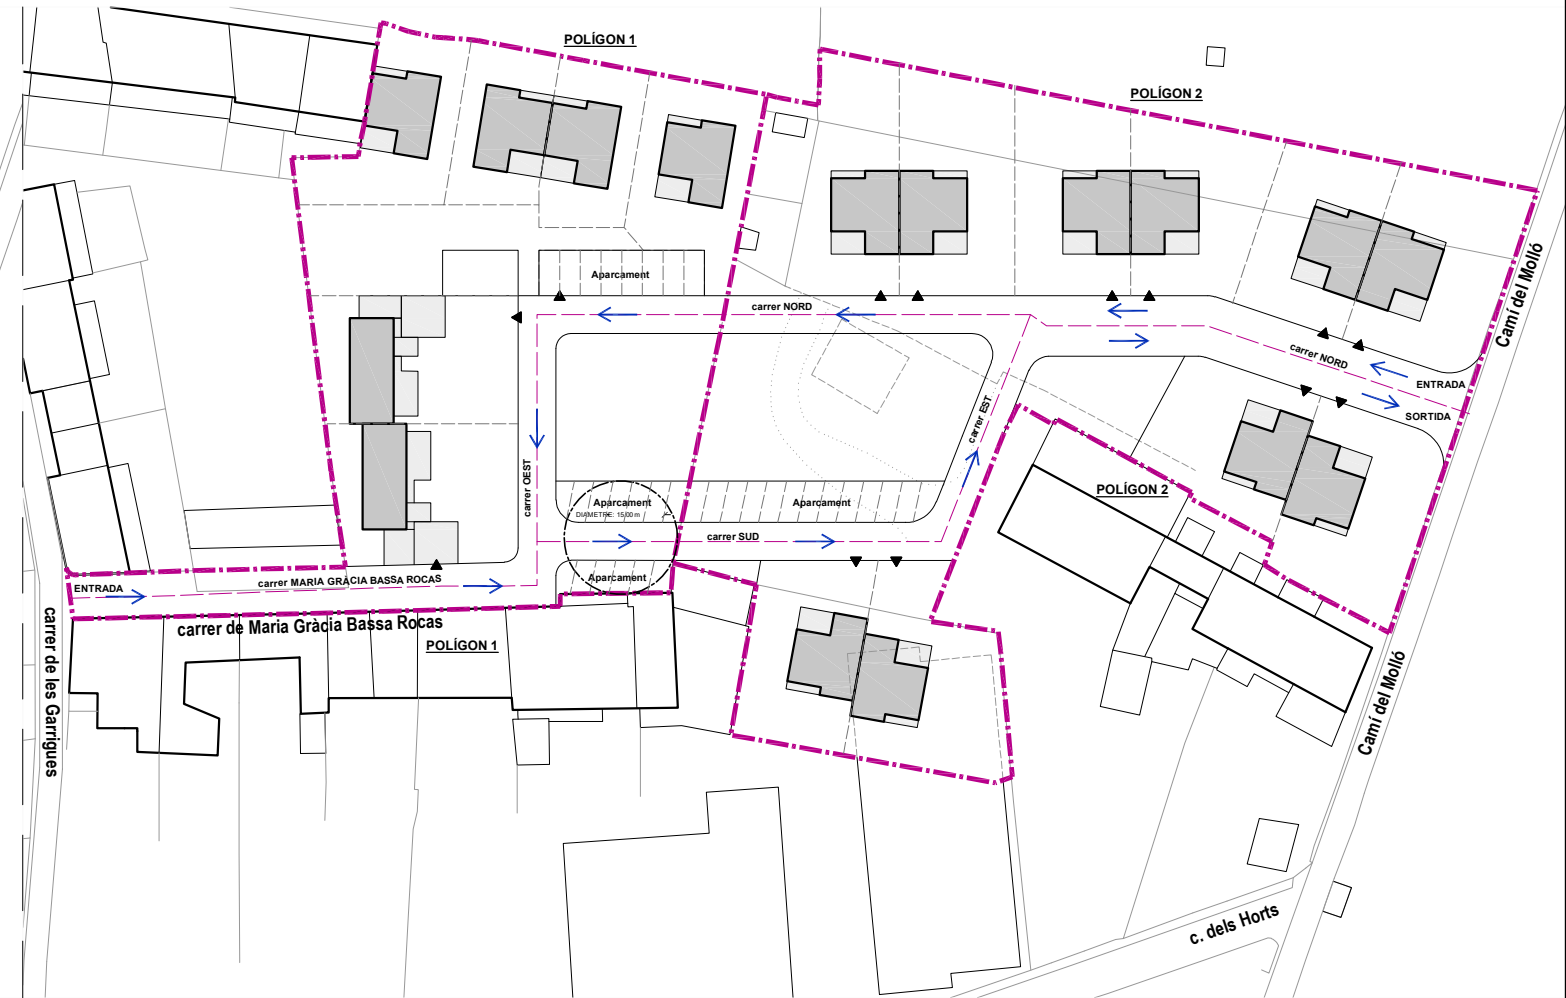 POLÍGON 1
POLÍGON 2
Camí del Molló
Aparcament
carrer NORD
carrer NORD
ENTRADA
SORTIDA
carrer EST
carrer OEST
POLÍGON 2
Aparcament
DIAMETRE: 15,00 m
Aparcament
carrer SUD
Aparcament
carrer MARIA GRÀCIA BASSA ROCAS
ENTRADA
carrer de Maria Gràcia Bassa Rocas
POLÍGON 1
carrer de les Garrigues
Camí del Molló
c. dels Horts